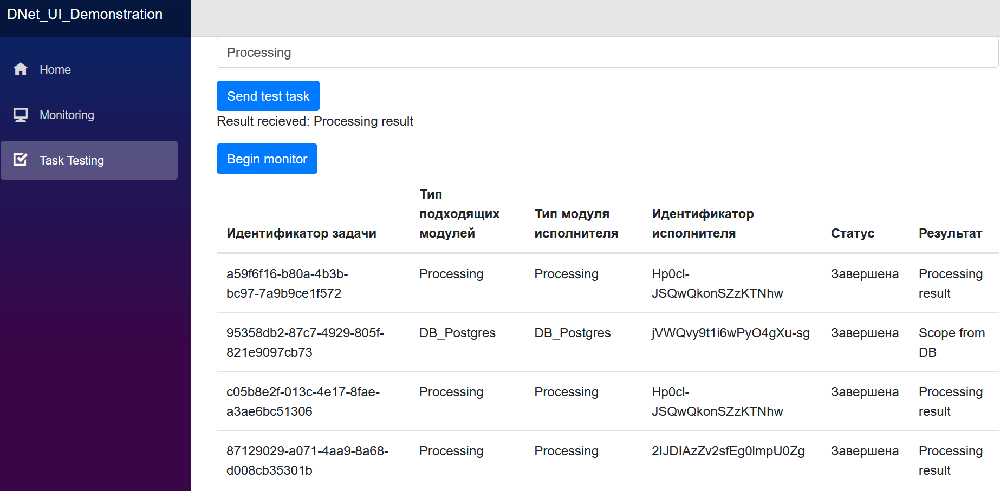 DNet_UI_Demonstration
Home
Monitoring
Task Testing
Processing
Send test task
Result recieved: Processing result
Begin monitor
Идентификатор задачи
Тип
подходящих
модулей
Тип модуля
исполнителя
Идентификатор
исполнителя
Статус
Результат
a59f6f16-b80a-4b3b-
bc97-7a9b9ce1f572
Processing
Processing
Hp0cl-
JSQwQkonSZzKTNhw
Завершена
Processing
result
95358db2-87c7-4929-805f-
821e9097cb73
DB_Postgres
DB_Postgres
jVWQvy9t1i6wPyO4gXu-sg
Завершена
Scope from
DB
c05b8e2f-013c-4e17-8fae-
a3ae6bc51306
Processing
Processing
Hp0cl-
JSQwQkonSZzKTNhw
Завершена
Processing
result
87129029-a071-4aa9-8a68-
d008cb35301b
Processing
Processing
2IJDIAzZv2sfEg0lmpU0Zg
Завершена
Processing
result